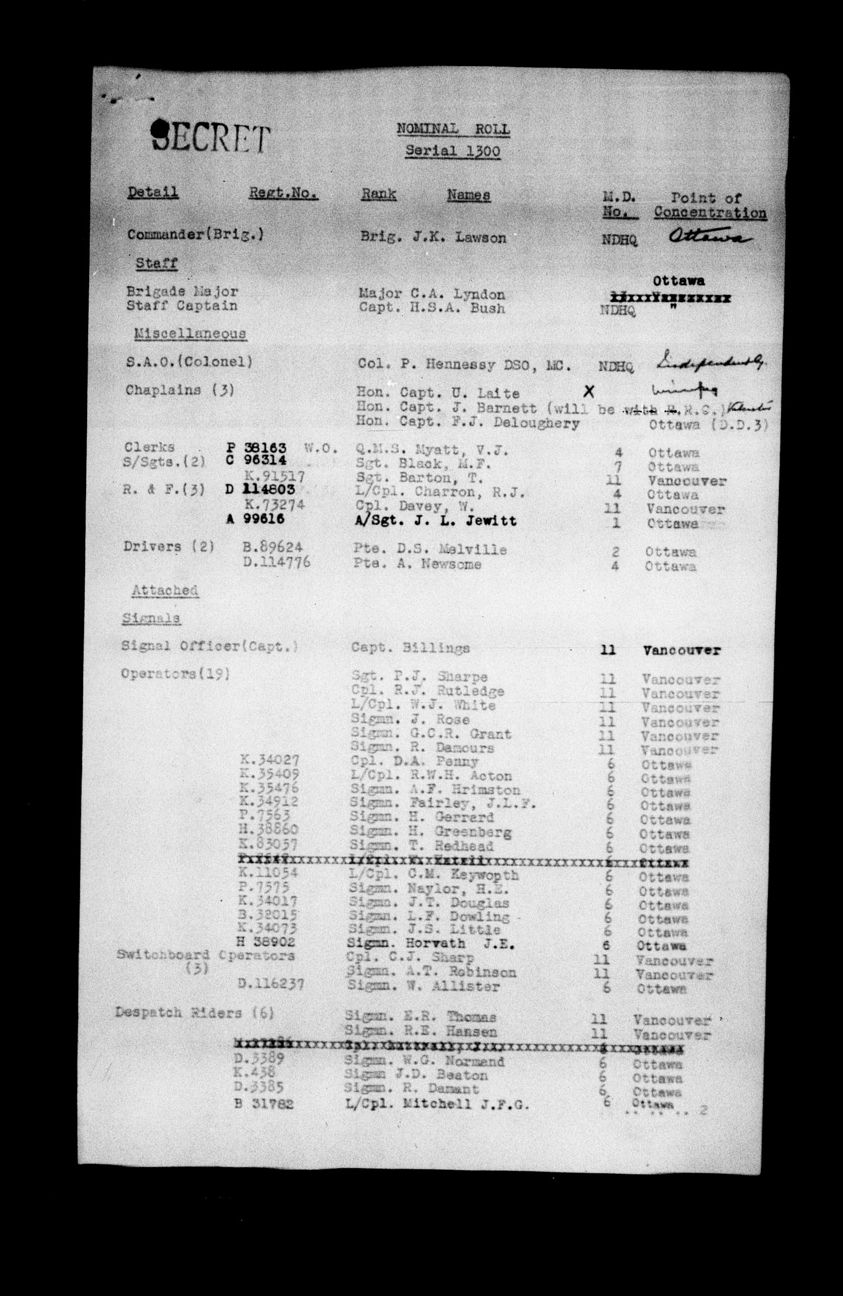 SECRET
NOMINAL ROLL
Serial 1300
Detail Regt.No. Rank Names M.D. No. Point of Concentration
Commander(Brig.) Brig. J.K. Lawson NDHQ Ottawa
Staff
Ottawa
Brigade Major Major C.A. Lyndon
Staff Captain Capt. H.S.A. Bush NDHQ "
Miscellaneous
S.A.O.(Colonel) Col. P. Hennessy DSO, MC. NDHQ Independently
Chaplains (3) Hon. Capt. U. Laite X Winnipeg
Hon. Capt. J. Barnett (will be with R.R.C.)
Hon. Capt. F.J. Deloughery Ottawa (D.D.3)
Clerks P 38163 W.O. Q.M.S. Myatt, V.J. 4 Ottawa
S/Sgts.(2) C 96314 Sgt. Black, M.F. 7 Ottawa
K.91517 Sgt. Barton, T. 11 Vancouver
R. & F.(3) D 114803 L/Cpl. Charron, R.J. 4 Ottawa
K.73274 Cpl. Davey, W. 11 Vancouver
A 99616 A/Sgt. J. L. Jewitt 1 Ottawa
Drivers (2) B.89624 Pte. D.S. Melville 2 Ottawa
D.114776 Pte. A. Newsome 4 Ottawa
Attached
Signals
Signal Officer(Capt.) Capt. Billings 11 Vancouver
Operators(19) Sgt. P.J. Sharpe 11 Vancouver
Cpl. R.J. Rutledge 11 Vancouver
L/Cpl. W.J. White 11 Vancouver
Sigmn. J. Rose 11 Vancouver
Sigmn. G.C.R. Grant 11 Vancouver
Sigmn. R. Damours 11 Vancouver
K.34027 Cpl. D.A. Penny 6 Ottawa
K.35409 L/Cpl. R.W.H. Acton 6 Ottawa
K.35476 Sigmn. A.F. Hrimston 6 Ottawa
K.34912 Sigmn. Fairley, J.L.F. 6 Ottawa
P.7563 Sigmn. H. Gerrard 6 Ottawa
H.38860 Sigmn. H. Greenberg 6 Ottawa
K.83057 Sigmn. T. Redhead 6 Ottawa
K.11054 L/Cpl. C.M. Keywopth 6 Ottawa
P.7575 Sigmn. Naylor, H.E. 6 Ottawa
K.34017 Sigmn. J.T. Douglas 6 Ottawa
B.32015 Sigmn. L.F. Dowling 6 Ottawa
K.34073 Sigmn. J.S. Little 6 Ottawa
H 38902 Sigmn. Horvath J.E. 6 Ottawa
Switchboard Operators Cpl. C.J. Sharp 11 Vancouver
(3) Sigmn. A.T. Robinson 11 Vancouver
D.116237 Sigmn. W. Allister 6 Ottawa
Despatch Riders (6) Sigmn. E.R. Thomas 11 Vancouver
Sigmn. R.E. Hansen 11 Vancouver
D.3389 Sigmn. W.G. Normand 6 Ottawa
K.438 Sigmn J.D. Beaton 6 Ottawa
D.3385 Sigmn. R. Damant 6 Ottawa
B 31782 L/Cpl. Mitchell J.F.G. 6 Ottawa
.. .. .. 2